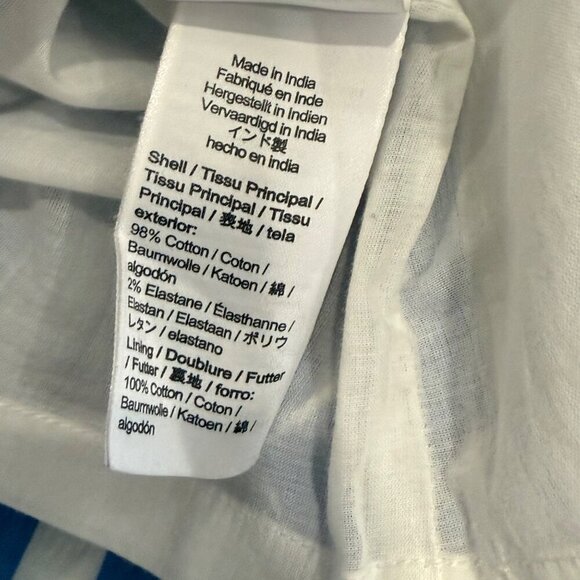 Made in India
Fabriqué en Inde
Hergestellt in Indien
Vervaardigd in India
インド製
hecho en india
Shell / Tissu Principal /
Tissu Principal / Tissu
Principal / 表地 / tela
exterior:
98% Cotton / Coton /
Baumwolle / Katoen / 綿 /
algodón
2% Elastane / Élasthanne /
Elastan / Elastaan / ポリウ
レタン / elastano
Lining / Doublure / Futter
/ Futter / 裏地 / forro:
100% Cotton / Coton /
Baumwolle / Katoen / 綿 /
algodón